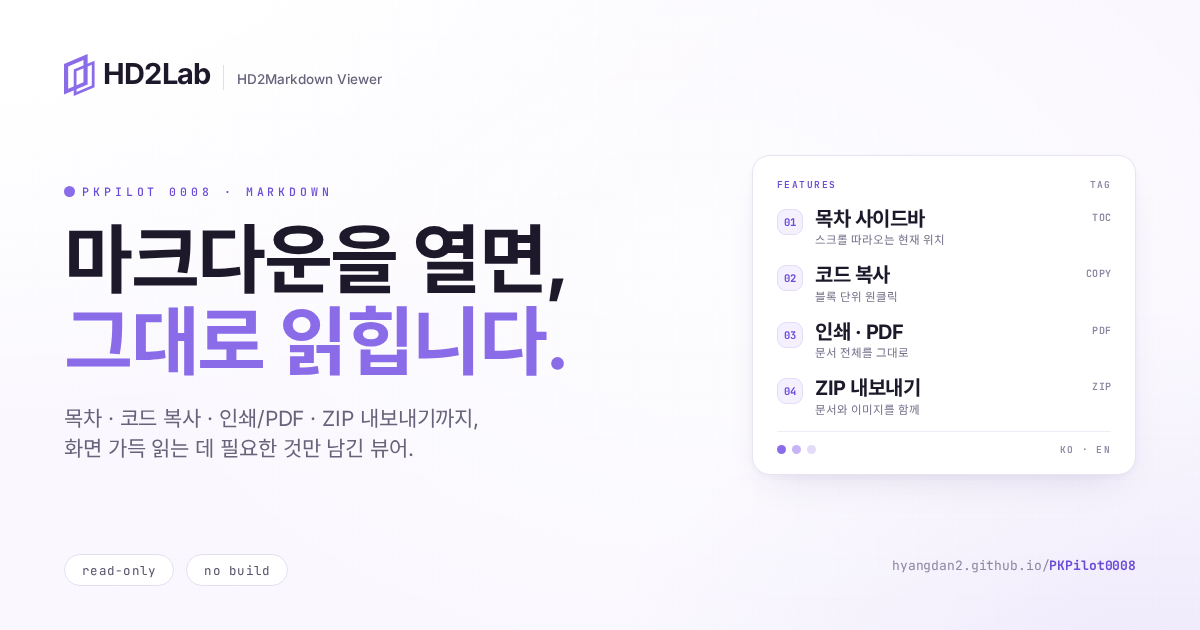 HD2Lab
HD2Markdown Viewer
PKPILOT 0008 · MARKDOWN
마크다운을 열면,
그대로 읽힙니다.
목차 · 코드 복사 · 인쇄/PDF · ZIP 내보내기까지,
화면 가득 읽는 데 필요한 것만 남긴 뷰어.
read-only
no build
FEATURES
TAG
01
목차 사이드바
TOC
스크롤 따라오는 현재 위치
02
코드 복사
COPY
블록 단위 원클릭
03
인쇄 · PDF
PDF
문서 전체를 그대로
04
ZIP 내보내기
ZIP
문서와 이미지를 함께
KO · EN
hyangdan2.github.io/PKPilot0008